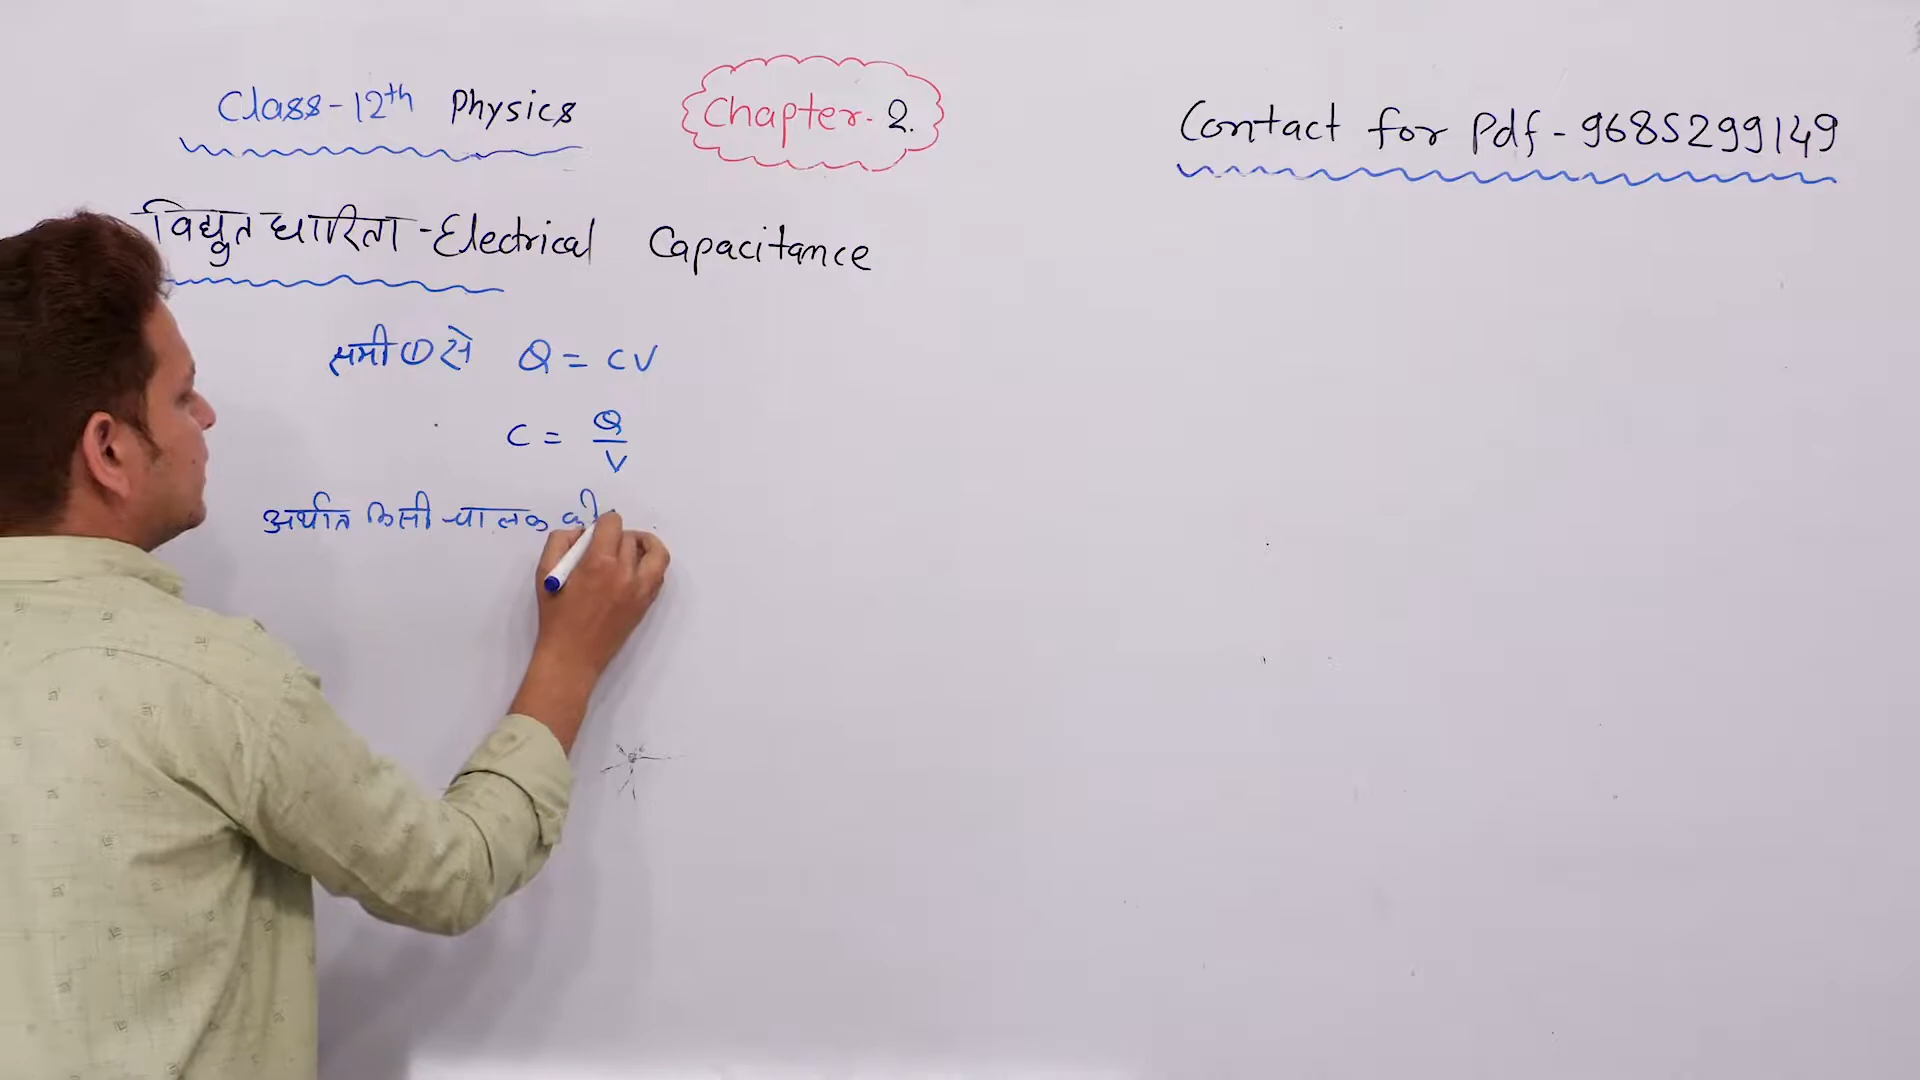 Class-12th Physics
Chapter-2.
Contact for Pdf - 9685299149
विद्युत धारिता - Electrical Capacitance
समी ① से Q = CV
C = Q/V
अर्थात किसी चालक की